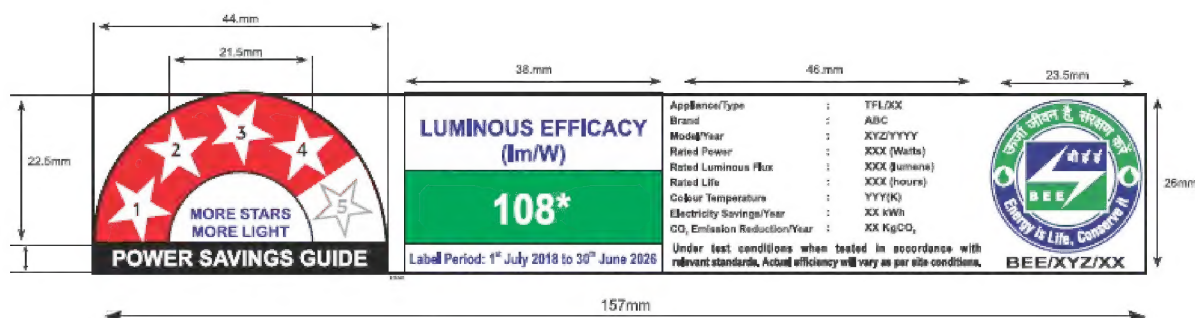 44.mm
21.5mm
38.mm
46.mm
23.5mm
22.5mm
26mm
1
2
3
4
5
MORE STARS
MORE LIGHT
POWER SAVINGS GUIDE
LUMINOUS EFFICACY
(lm/W)
108*
Label Period: 1st July 2018 to 30th June 2026
Appliance/Type : TFL/XX
Brand : ABC
Model/Year : XYZ/YYYY
Rated Power : XXX (Watts)
Rated Luminous Flux : XXX (lumens)
Rated Life : XXX (hours)
Colour Temperature : YYY(K)
Electricity Savings/Year : XX kWh
CO2 Emission Reduction/Year : XX KgCO2
Under test conditions when tested in accordance with
relevant standards. Actual efficiency will vary as per site conditions.
ऊर्जा जीवन है, संरक्षण करें
बी ई ई
BEE
Energy is Life, Conserve it
BEE/XYZ/XX
157mm